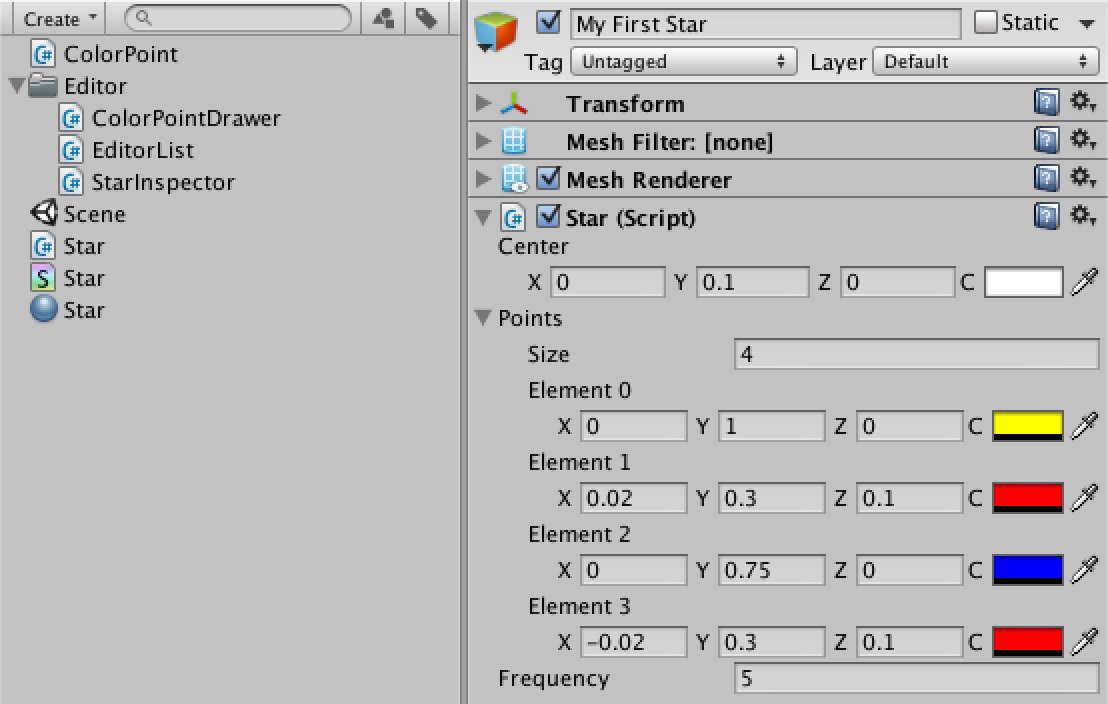 Create
ColorPoint
Editor
ColorPointDrawer
EditorList
StarInspector
Scene
Star
Star
Star
My First Star Static
Tag Untagged Layer Default
Transform
Mesh Filter: [none]
Mesh Renderer
Star (Script)
Center
X 0 Y 0.1 Z 0 C
Points
Size 4
Element 0
X 0 Y 1 Z 0 C
Element 1
X 0.02 Y 0.3 Z 0.1 C
Element 2
X 0 Y 0.75 Z 0 C
Element 3
X -0.02 Y 0.3 Z 0.1 C
Frequency 5